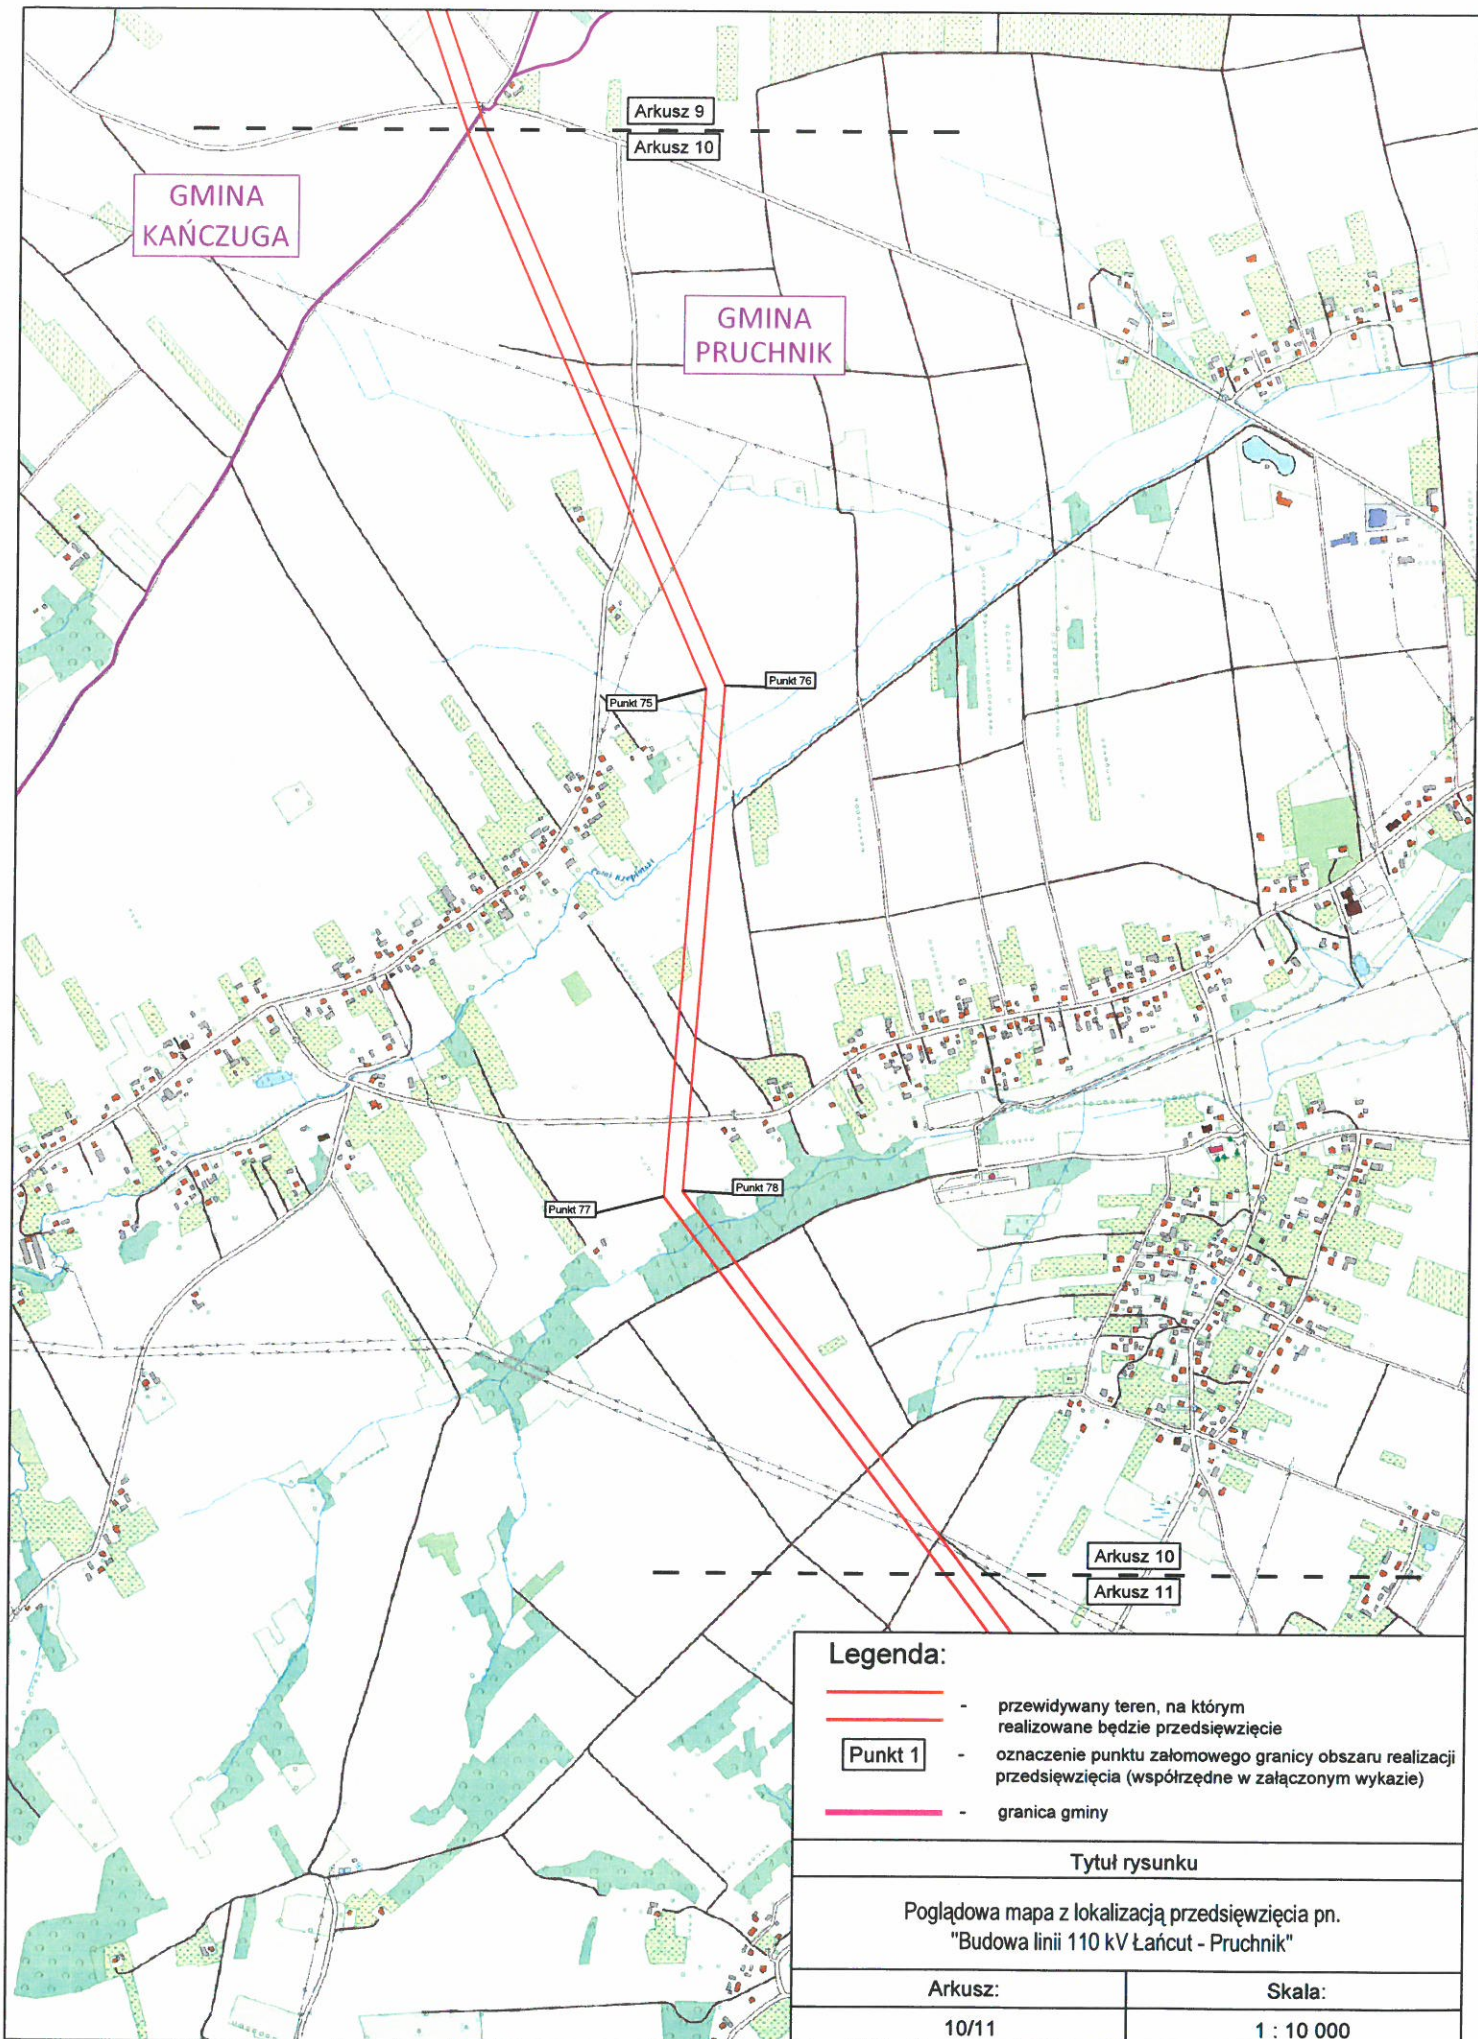 Arkusz 9
Arkusz 10
GMINA
KAŃCZUGA
GMINA
PRUCHNIK
Punkt 76
Punkt 75
Potok Rzeplinski
Punkt 78
Punkt 77
Arkusz 10
Arkusz 11
Legenda:
- przewidywany teren, na którym
realizowane będzie przedsięwzięcie
Punkt 1 - oznaczenie punktu załomowego granicy obszaru realizacji
przedsięwzięcia (współrzędne w załączonym wykazie)
- granica gminy
Tytuł rysunku
Poglądowa mapa z lokalizacją przedsięwzięcia pn.
"Budowa linii 110 kV Łańcut - Pruchnik"
Arkusz: Skala:
10/11 1 : 10 000